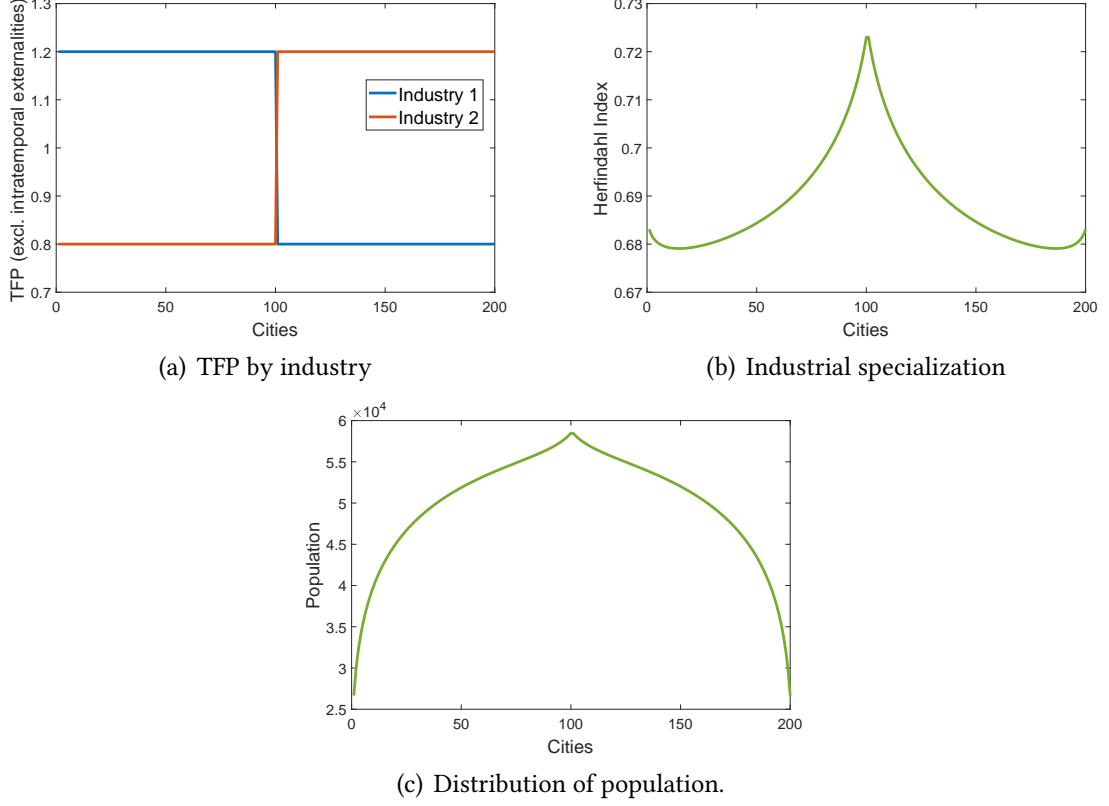 1.3
1.2
1.1
1
0.9
0.8
0.7
TFP (excl. intratemporal externalities)
Industry 1
Industry 2
0 50 100 150 200
Cities
(a) TFP by industry
0.73
0.72
0.71
0.7
0.69
0.68
0.67
Herfindahl Index
0 50 100 150 200
Cities
(b) Industrial specialization
×10⁴
6
5.5
5
4.5
4
3.5
3
2.5
Population
0 50 100 150 200
Cities
(c) Distribution of population.